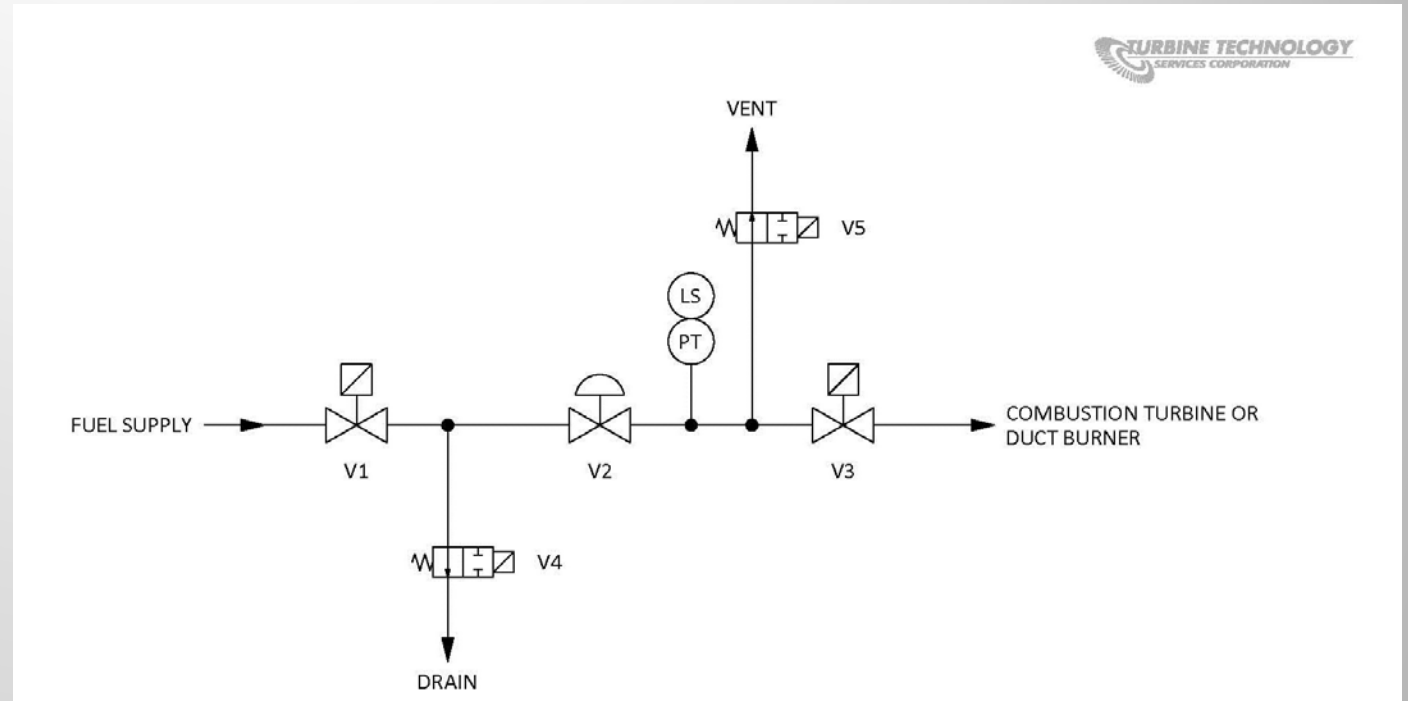 TURBINE TECHNOLOGY
SERVICES CORPORATION
VENT
V5
LS
PT
FUEL SUPPLY
COMBUSTION TURBINE OR
DUCT BURNER
V1
V2
V3
V4
DRAIN